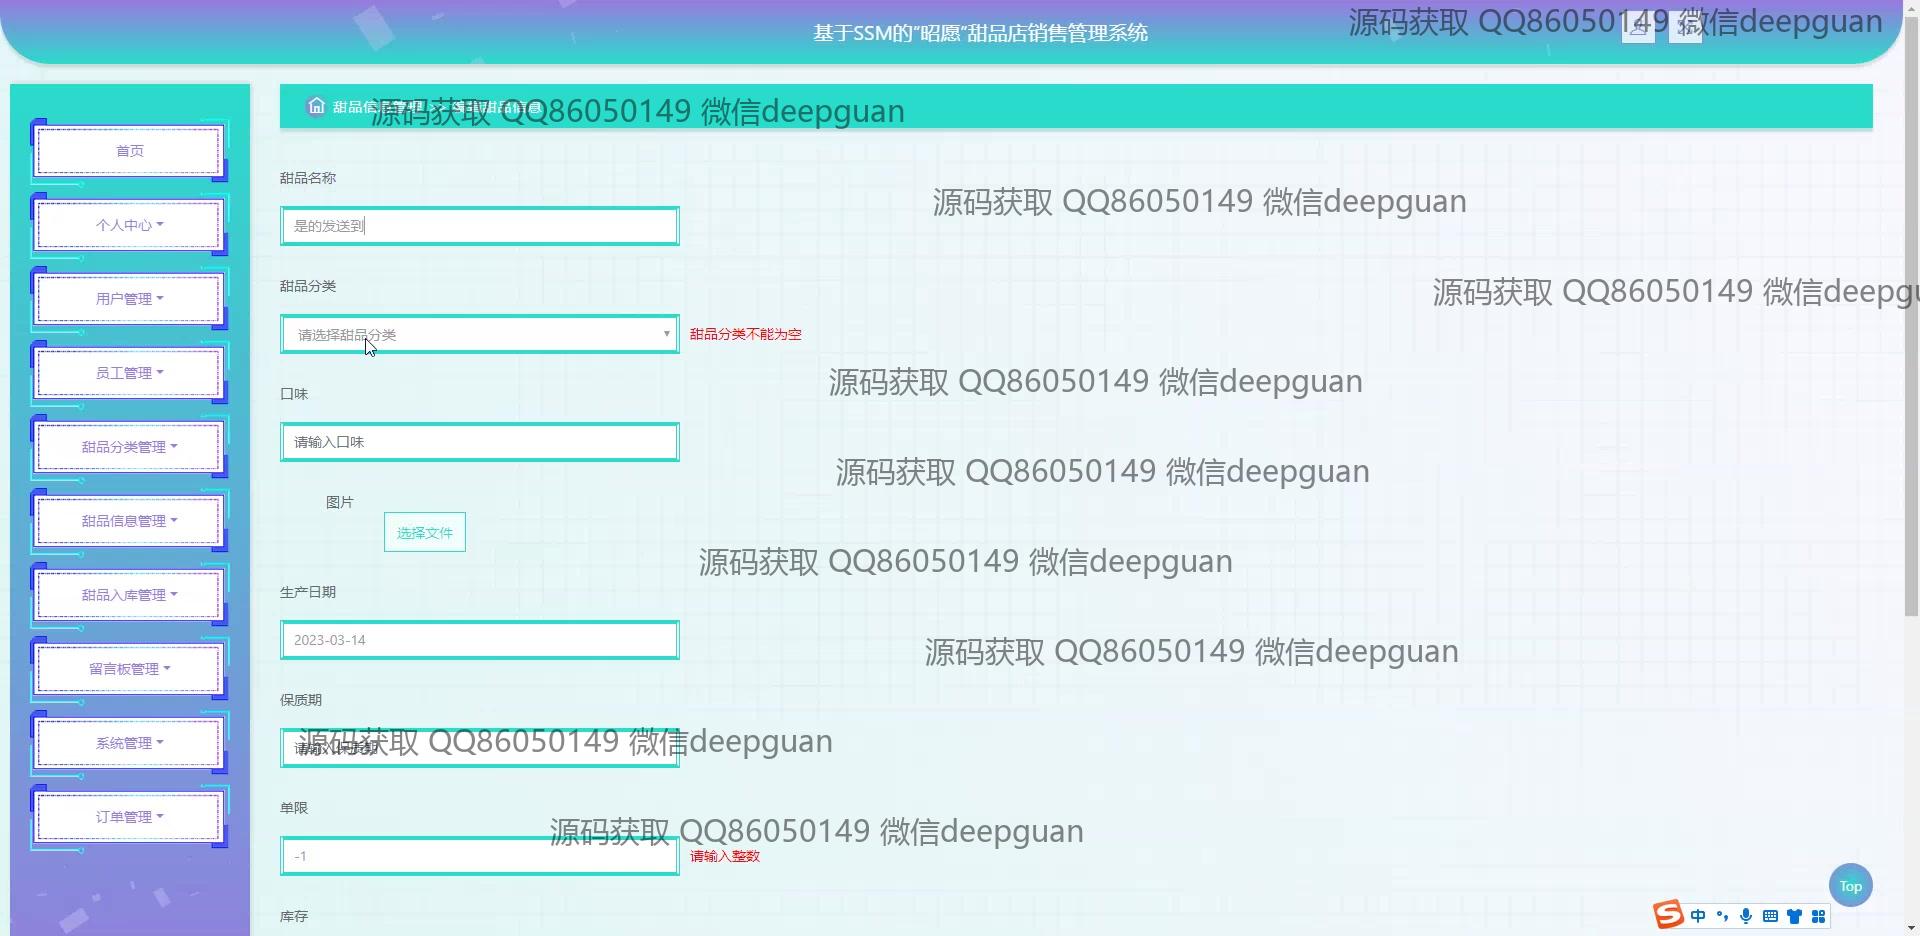 基于SSM的“昭愿”甜品店销售管理系统
源码获取 QQ86050149 微信deepguan
甜品信息管理 >> 编辑甜品信息
源码获取 QQ86050149 微信deepguan
首页
个人中心
用户管理
员工管理
甜品分类管理
甜品信息管理
甜品入库管理
留言板管理
系统管理
订单管理
甜品名称
源码获取 QQ86050149 微信deepguan
是的发送到
甜品分类
源码获取 QQ86050149 微信deepgu
请选择甜品分类
甜品分类不能为空
源码获取 QQ86050149 微信deepguan
口味
请输入口味
源码获取 QQ86050149 微信deepguan
图片
选择文件
源码获取 QQ86050149 微信deepguan
生产日期
2023-03-14
源码获取 QQ86050149 微信deepguan
保质期
请输入保质期
源码获取 QQ86050149 微信deepguan
单限
源码获取 QQ86050149 微信deepguan
-1
请输入整数
库存
Top
中